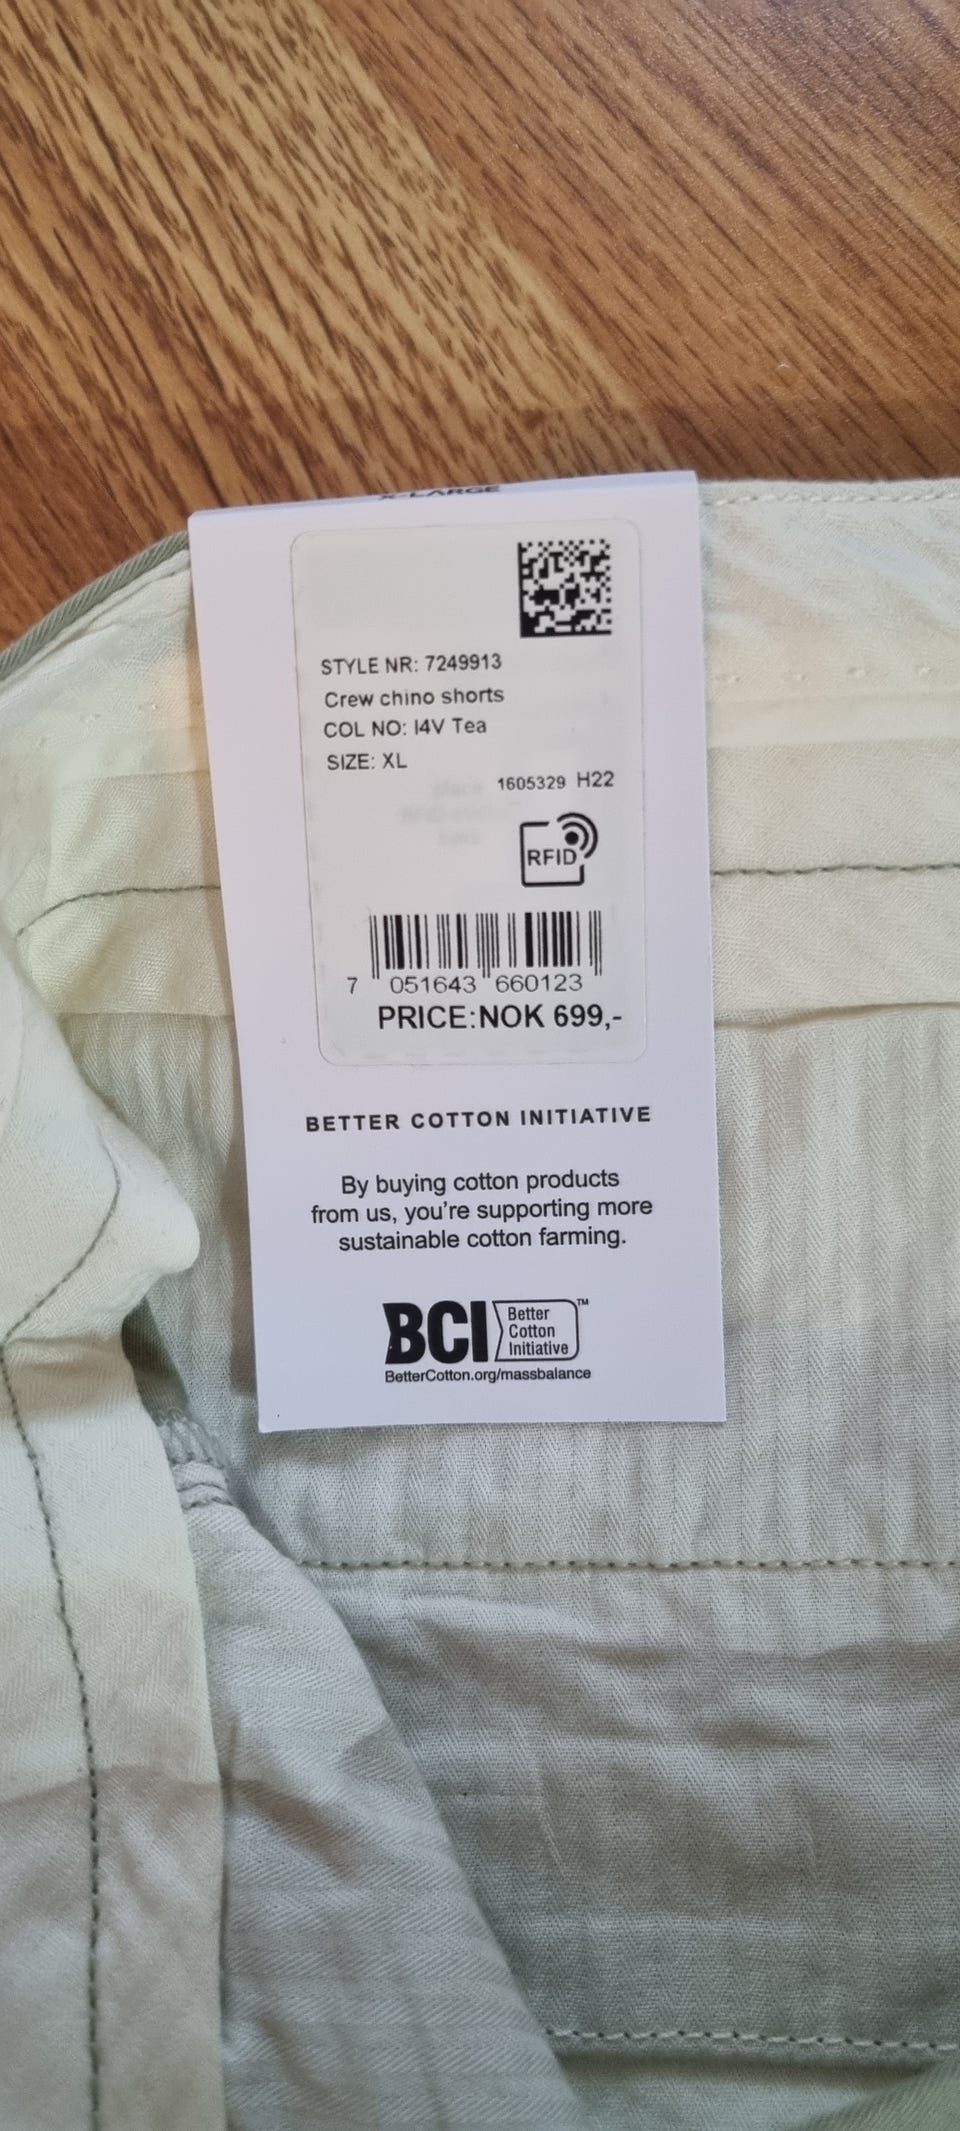 X-LARGE
STYLE NR: 7249913
Crew chino shorts
COL NO: I4V Tea
SIZE: XL
1605329 H22
RFID
7 051643 660123
PRICE:NOK 699,-
BETTER COTTON INITIATIVE
By buying cotton products
from us, you're supporting more
sustainable cotton farming.
BCI Better
Cotton
Initiative™
BetterCotton.org/massbalance